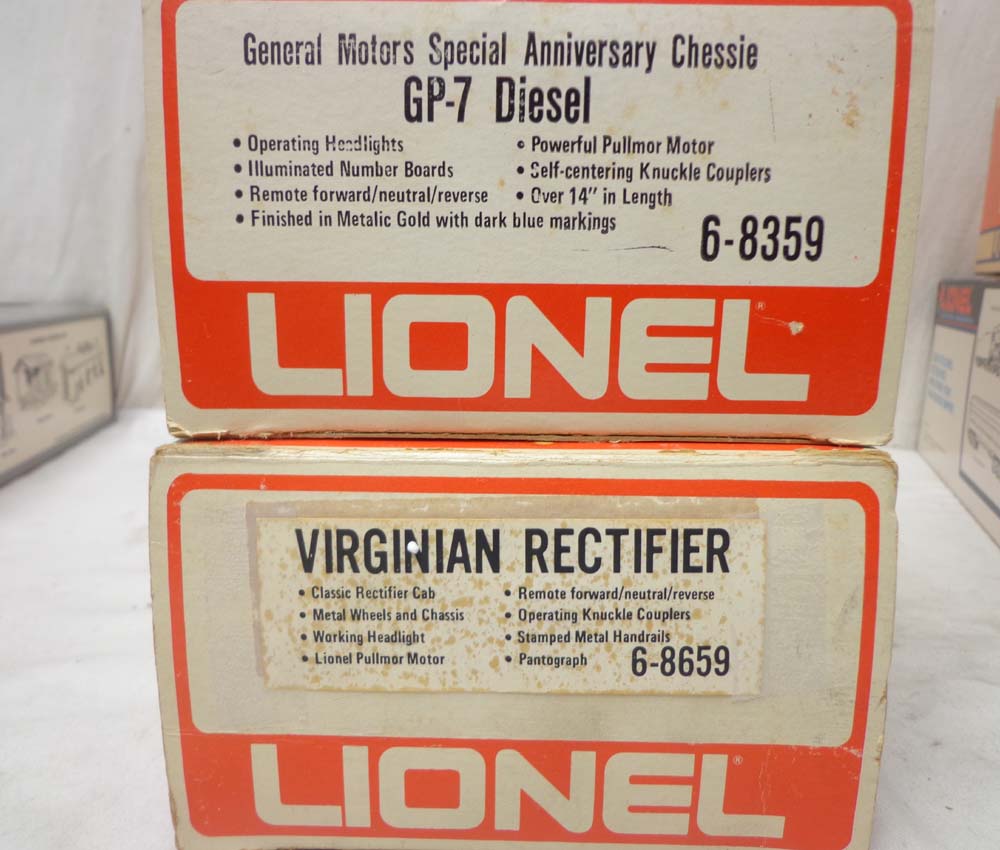 General Motors Special Anniversary Chessie
GP-7 Diesel
• Operating Headlights
• Illuminated Number Boards
• Remote forward/neutral/reverse
• Finished in Metalic Gold with dark blue markings
• Powerful Pullmor Motor
• Self-centering Knuckle Couplers
• Over 14" in Length
6-8359
LIONEL®
VIRGINIAN RECTIFIER
• Classic Rectifier Cab
• Metal Wheels and Chassis
• Working Headlight
• Lionel Pullmor Motor
• Remote forward/neutral/reverse
• Operating Knuckle Couplers
• Stamped Metal Handrails
• Pantograph
6-8659
LIONEL®
LIONEL